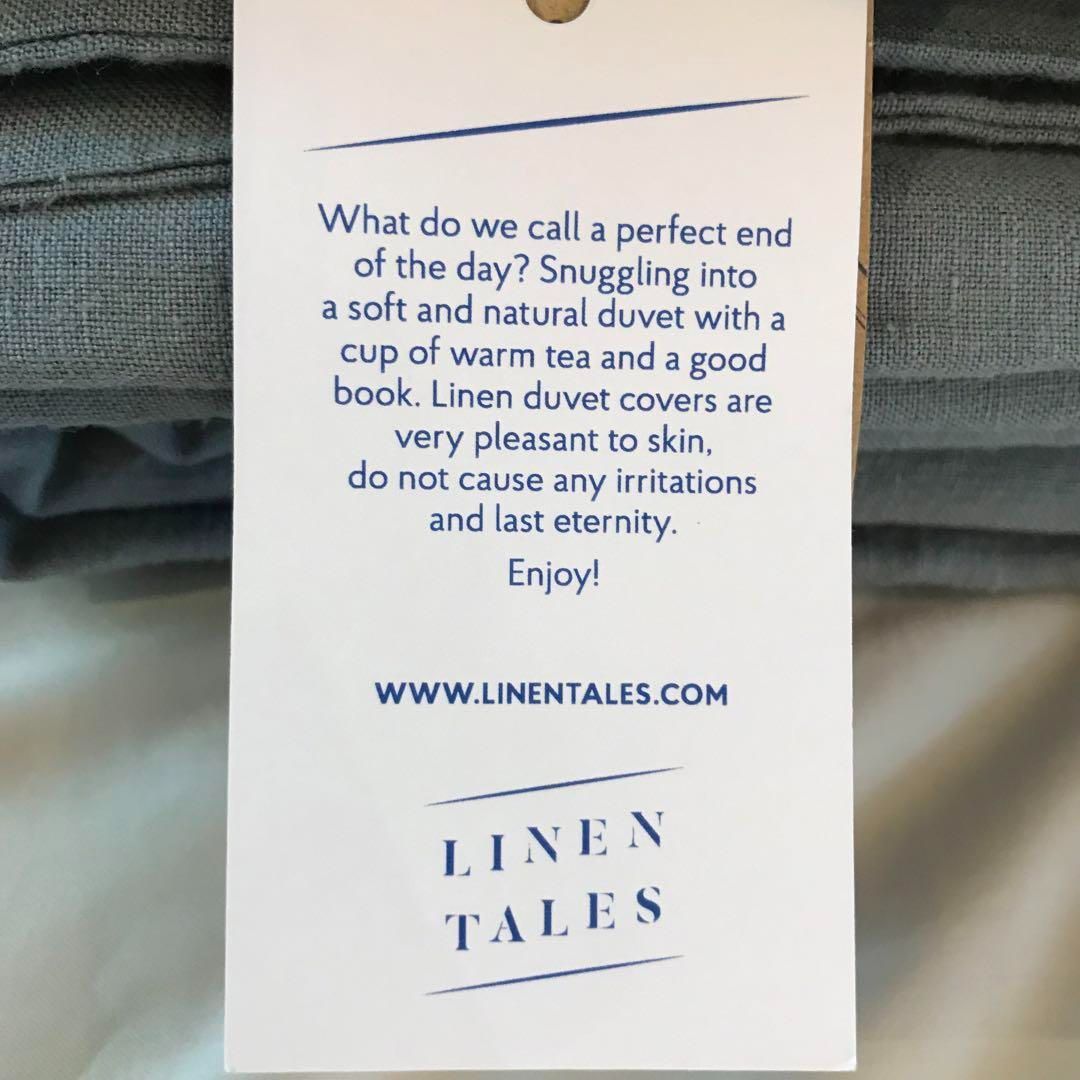 What do we call a perfect end
of the day? Snuggling into
a soft and natural duvet with a
cup of warm tea and a good
book. Linen duvet covers are
very pleasant to skin,
do not cause any irritations
and last eternity.
Enjoy!
WWW.LINENTALES.COM
LINEN
TALES